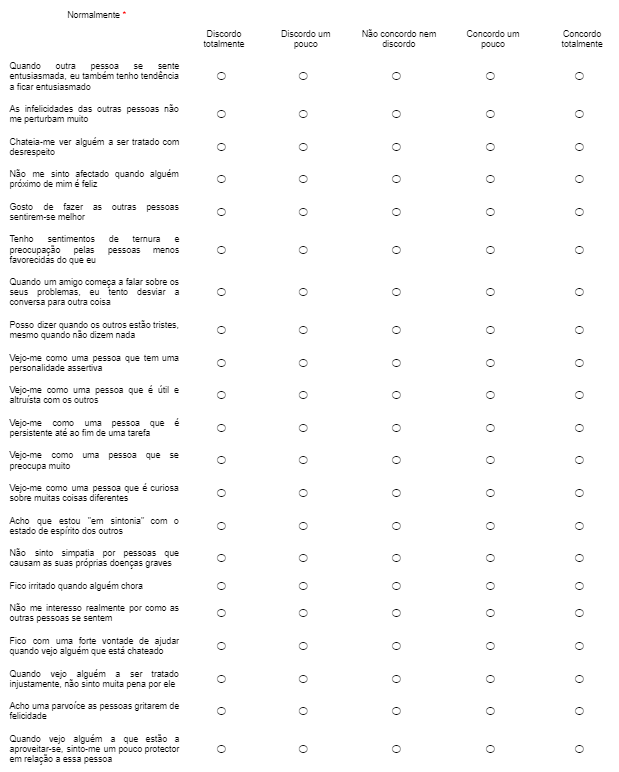 Normalmente *
Discordo totalmente
Discordo um pouco
Não concordo nem discordo
Concordo um pouco
Concordo totalmente
Quando outra pessoa se sente
entusiasmada, eu também tenho tendência
a ficar entusiasmado
As infelicidades das outras pessoas não
me perturbam muito
Chateia-me ver alguém a ser tratado com
desrespeito
Não me sinto afectado quando alguém
próximo de mim é feliz
Gosto de fazer as outras pessoas
sentirem-se melhor
Tenho sentimentos de ternura e
preocupação pelas pessoas menos
favorecidas do que eu
Quando um amigo começa a falar sobre os
seus problemas, eu tento desviar a
conversa para outra coisa
Posso dizer quando os outros estão tristes,
mesmo quando não dizem nada
Vejo-me como uma pessoa que tem uma
personalidade assertiva
Vejo-me como uma pessoa que é útil e
altruísta com os outros
Vejo-me como uma pessoa que é
persistente até ao fim de uma tarefa
Vejo-me como uma pessoa que se
preocupa muito
Vejo-me como uma pessoa que é curiosa
sobre muitas coisas diferentes
Acho que estou "em sintonia" com o
estado de espírito dos outros
Não sinto simpatia por pessoas que
causam as suas próprias doenças graves
Fico irritado quando alguém chora
Não me interesso realmente por como as
outras pessoas se sentem
Fico com uma forte vontade de ajudar
quando vejo alguém que está chateado
Quando vejo alguém a ser tratado
injustamente, não sinto muita pena por ele
Acho uma parvoíce as pessoas gritarem de
felicidade
Quando vejo alguém a que estão a
aproveitar-se, sinto-me um pouco protector
em relação a essa pessoa